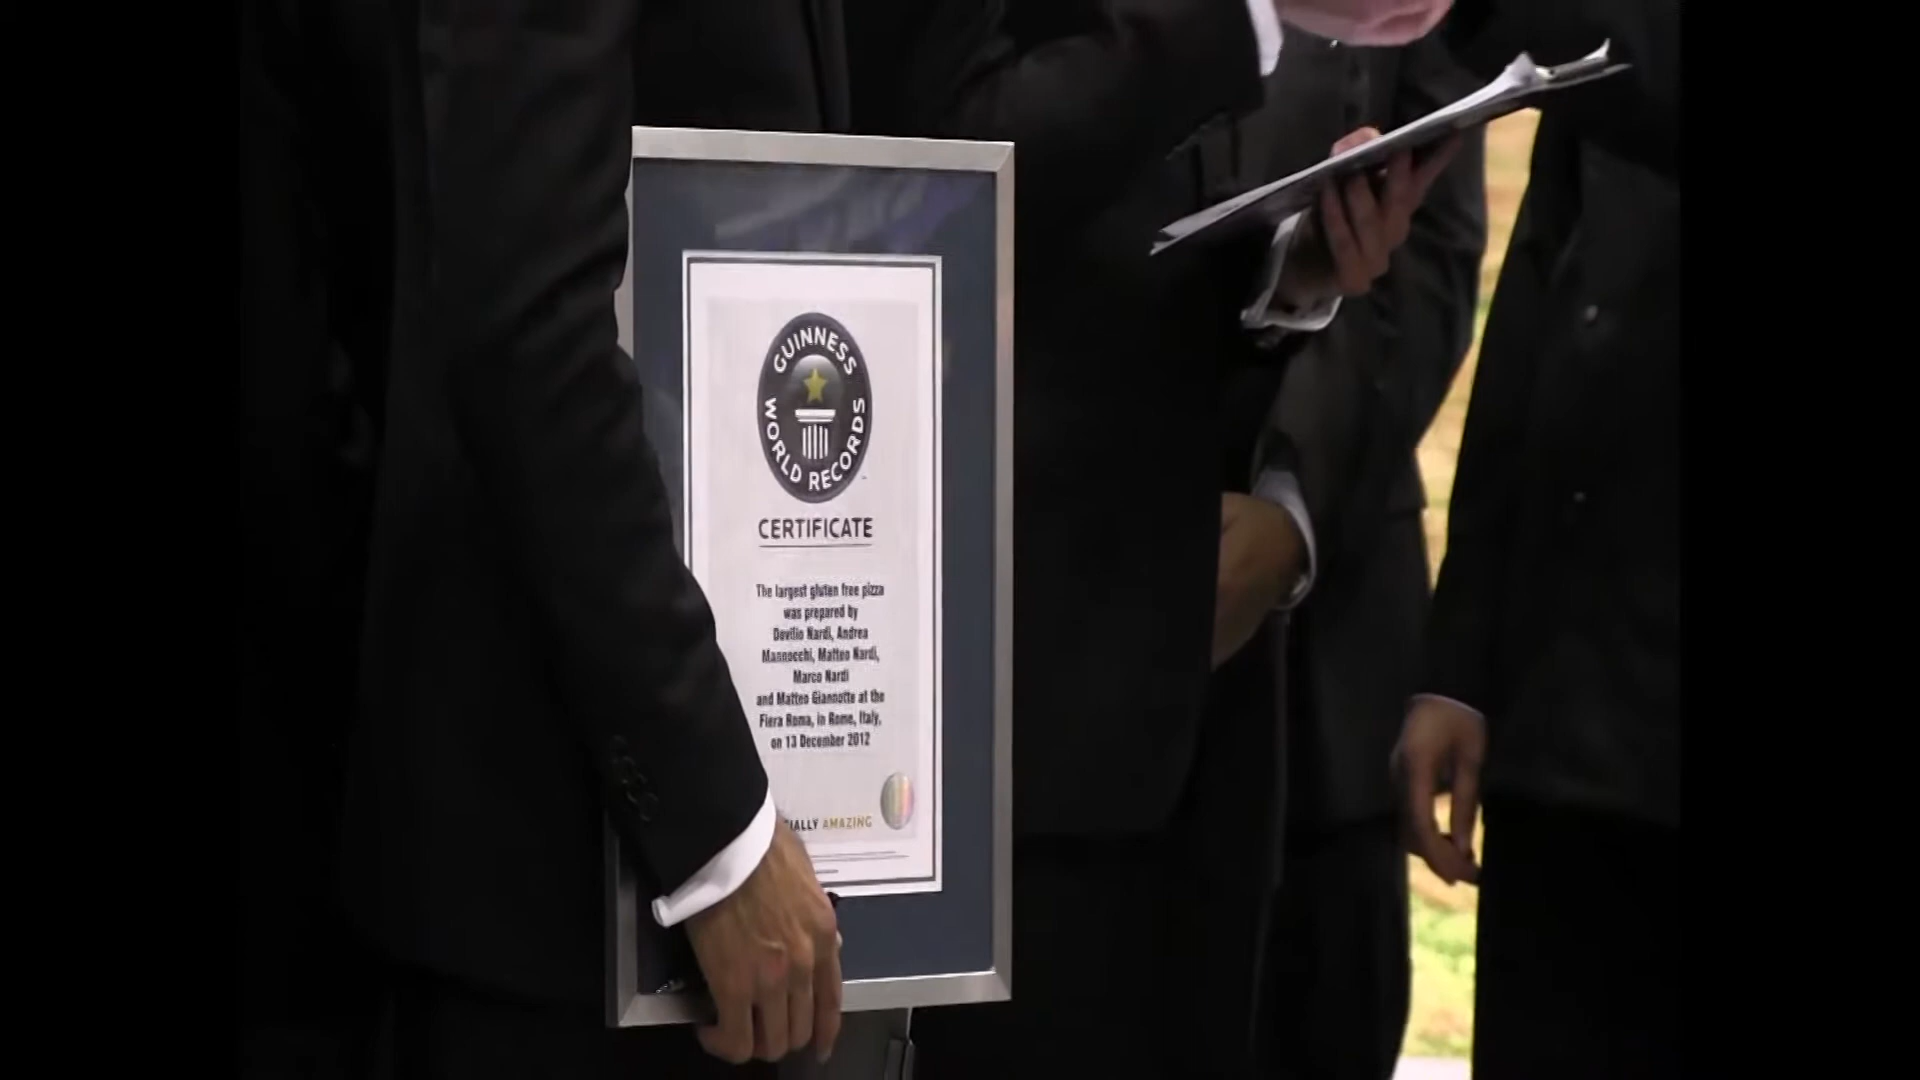 GUINNESS
WORLD RECORDS
CERTIFICATE
The largest gluten free pizza
was prepared by
Dovilio Nardi, Andrea
Mannocchi, Matteo Nardi,
Marco Nardi
and Matteo Giannotte at the
Fiera Roma, in Rome, Italy,
on 13 December 2012
IALLY AMAZING